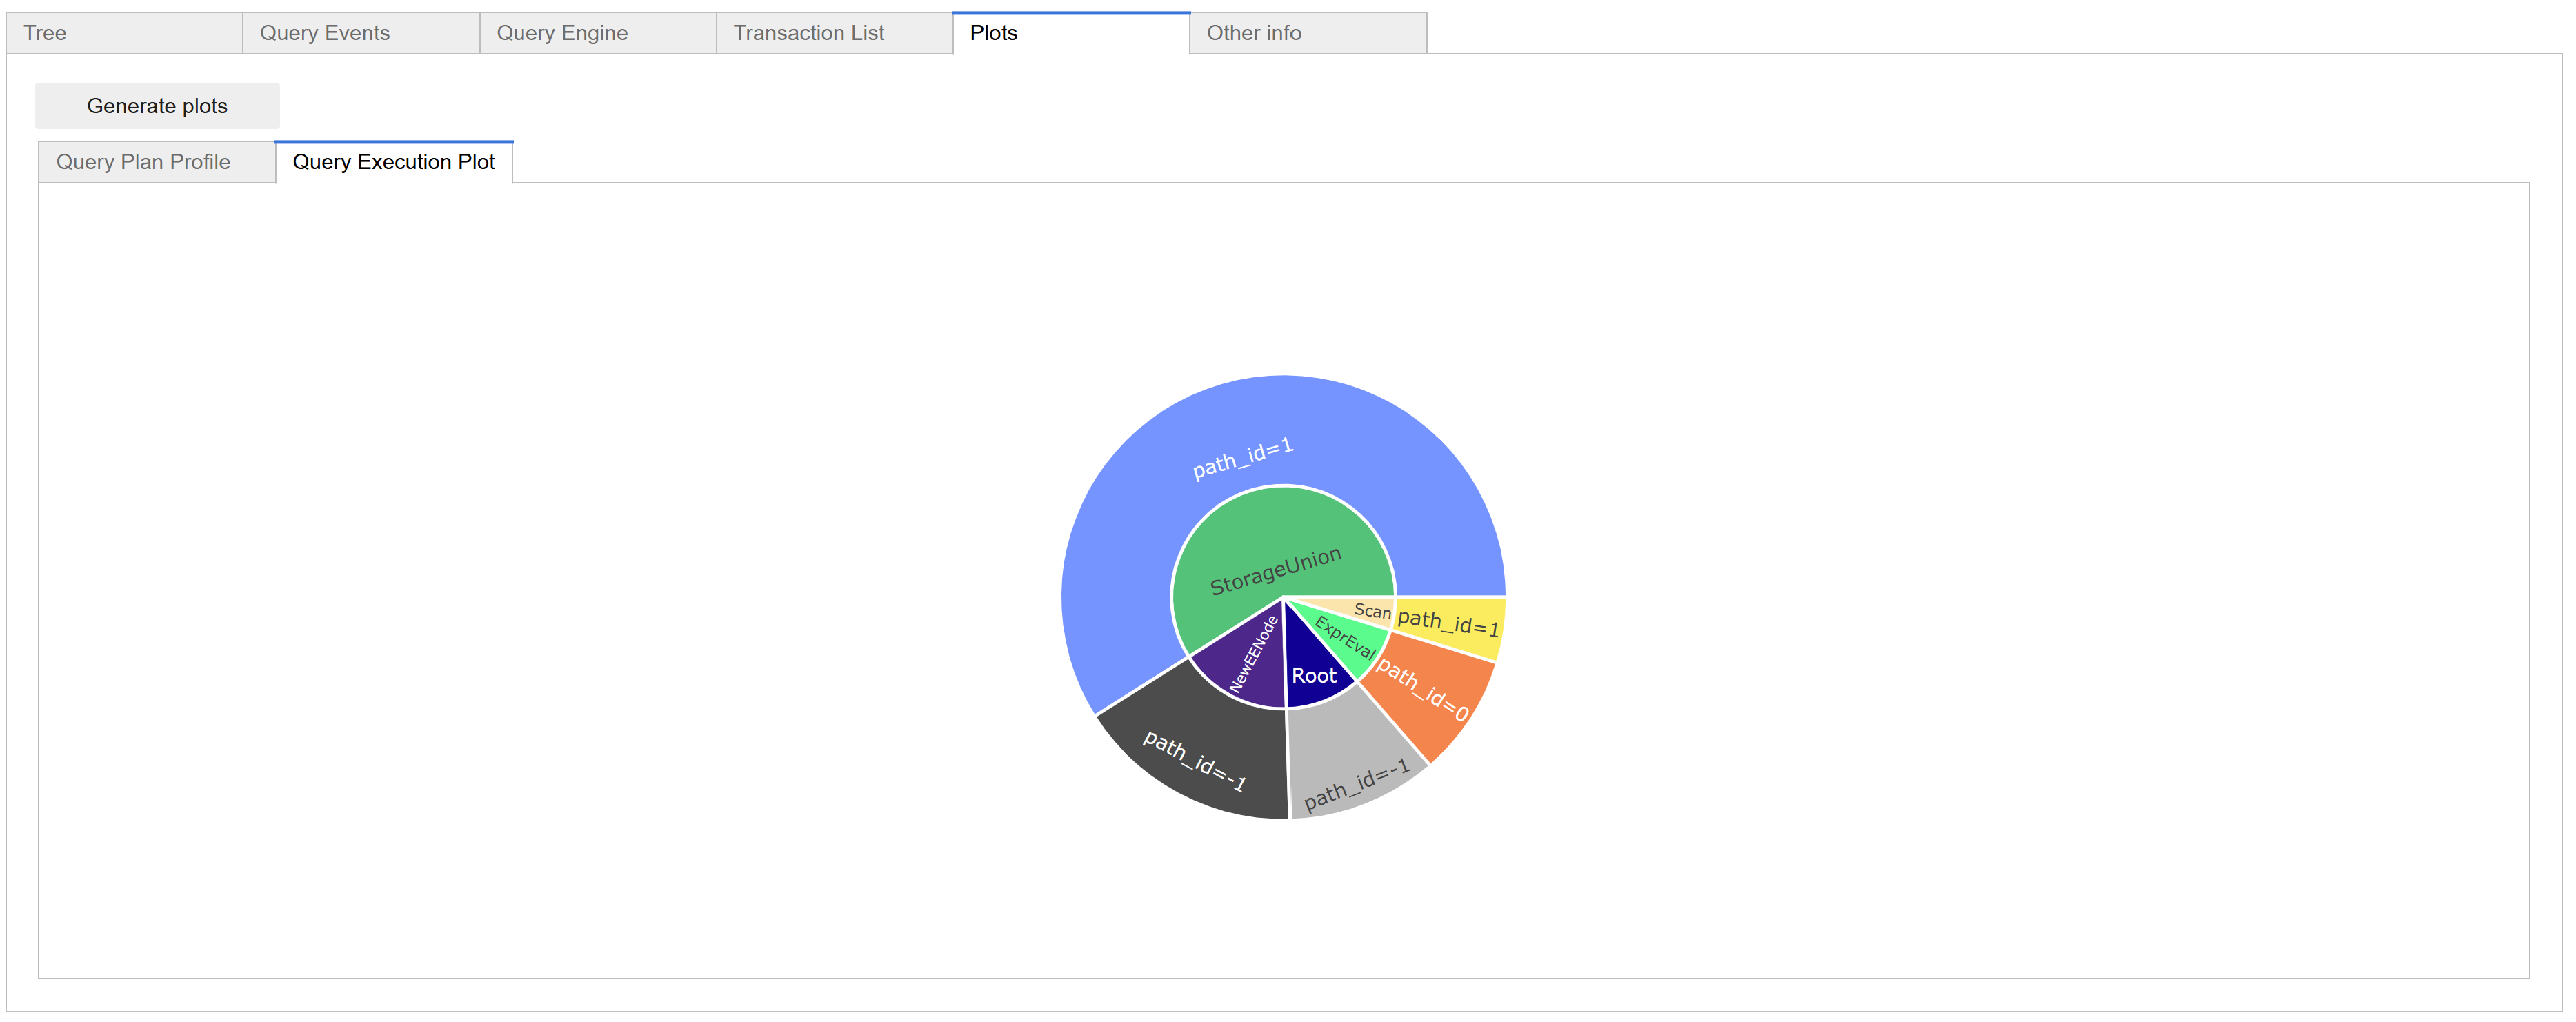 Tree
Query Events
Query Engine
Transaction List
Plots
Other info
Generate plots
Query Plan Profile
Query Execution Plot
path_id=1
StorageUnion
Scan
path_id=1
ExprEval
path_id=0
NewEENode
Root
path_id=-1
path_id=-1